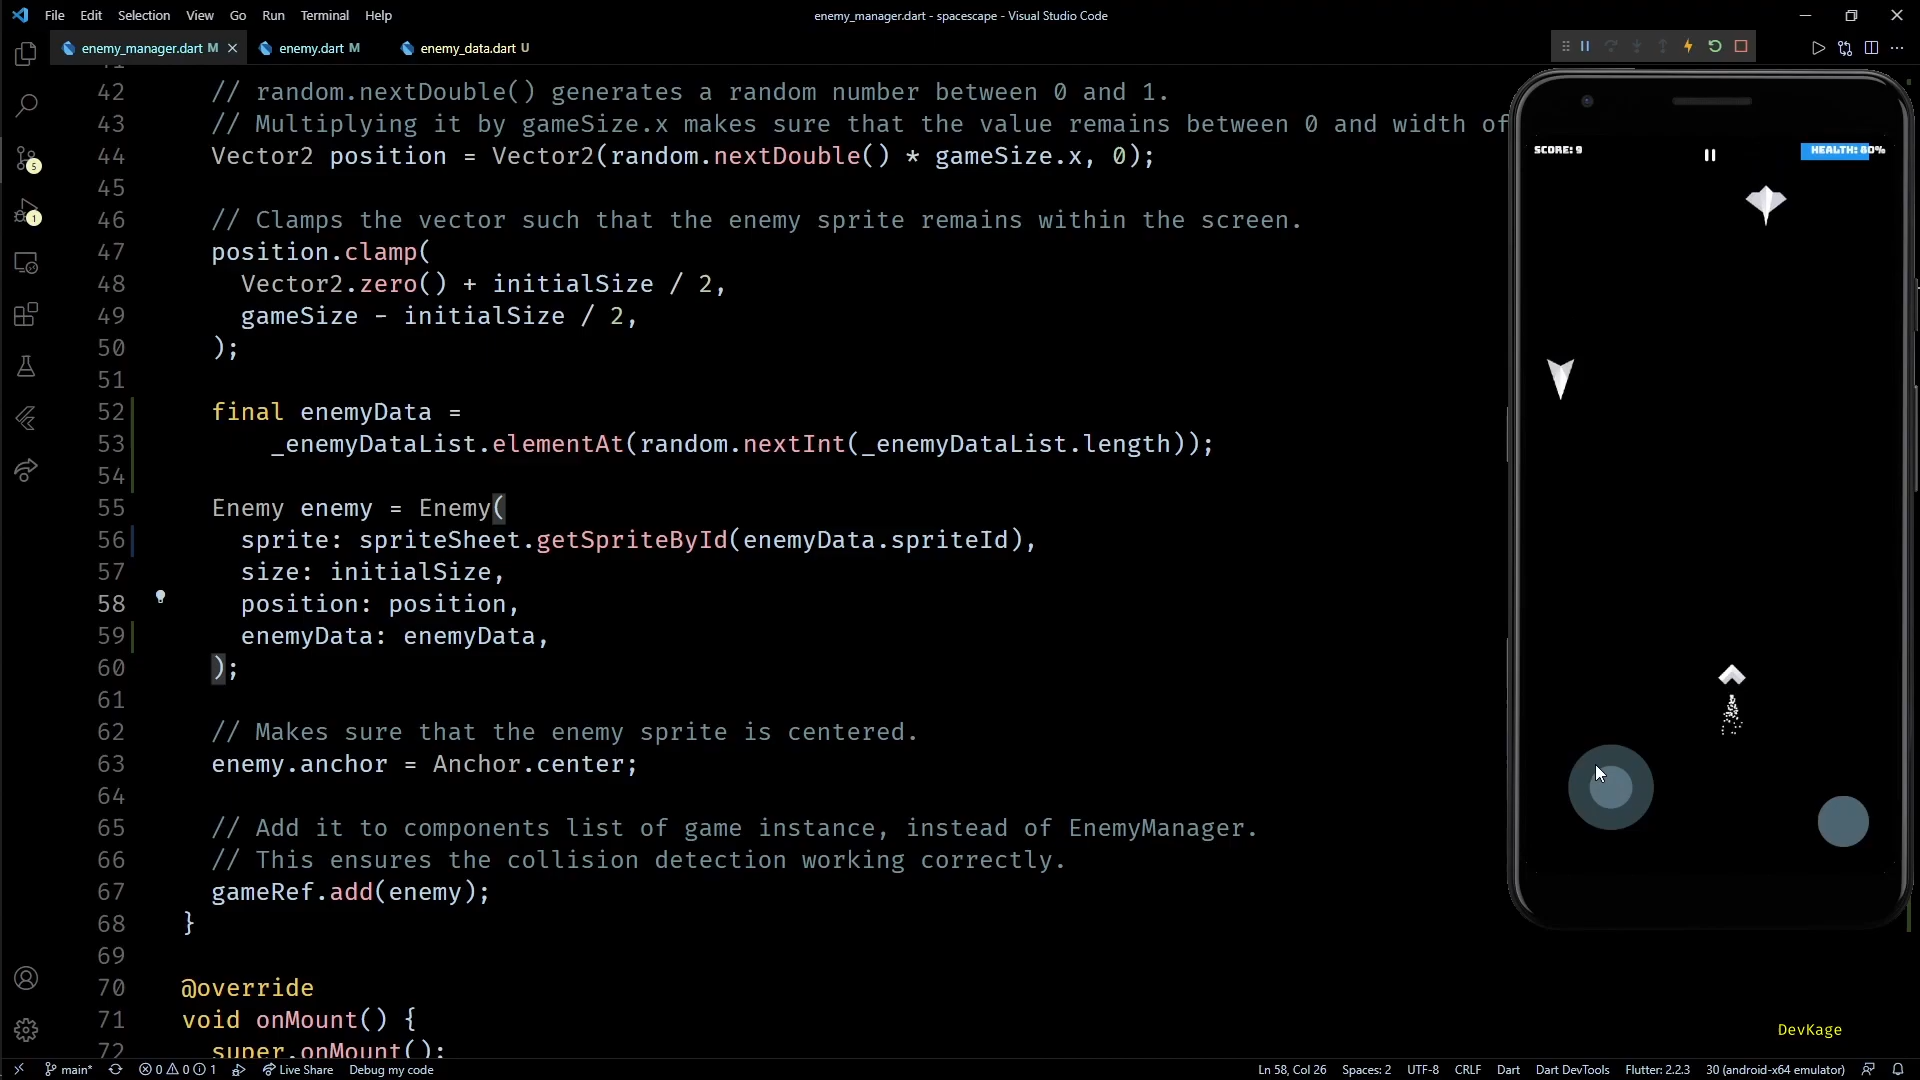 File Edit Selection View Go Run Terminal Help
enemy_manager.dart - spacescape - Visual Studio Code
enemy_manager.dart M
enemy.dart M
enemy_data.dart U
42 // random.nextDouble() generates a random number between 0 and 1.
43 // Multiplying it by gameSize.x makes sure that the value remains between 0 and width of
44 Vector2 position = Vector2(random.nextDouble() * gameSize.x, 0);
45
46 // Clamps the vector such that the enemy sprite remains within the screen.
47 position.clamp(
48 Vector2.zero() + initialSize / 2,
49 gameSize - initialSize / 2,
50 );
51
52 final enemyData =
53 _enemyDataList.elementAt(random.nextInt(_enemyDataList.length));
54
55 Enemy enemy = Enemy(
56 sprite: spriteSheet.getSpriteById(enemyData.spriteId),
57 size: initialSize,
58 position: position,
59 enemyData: enemyData,
60 );
61
62 // Makes sure that the enemy sprite is centered.
63 enemy.anchor = Anchor.center;
64
65 // Add it to components list of game instance, instead of EnemyManager.
66 // This ensures the collision detection working correctly.
67 gameRef.add(enemy);
68 }
69
70 @override
71 void onMount() {
72 super.onMount();
5
1
SCORE: 9
HEALTH: 80%
DevKage
main* 0 0 1 Live Share Debug my code
Ln 58, Col 26 Spaces: 2 UTF-8 CRLF Dart Dart DevTools Flutter: 2.2.3 30 (android-x64 emulator)